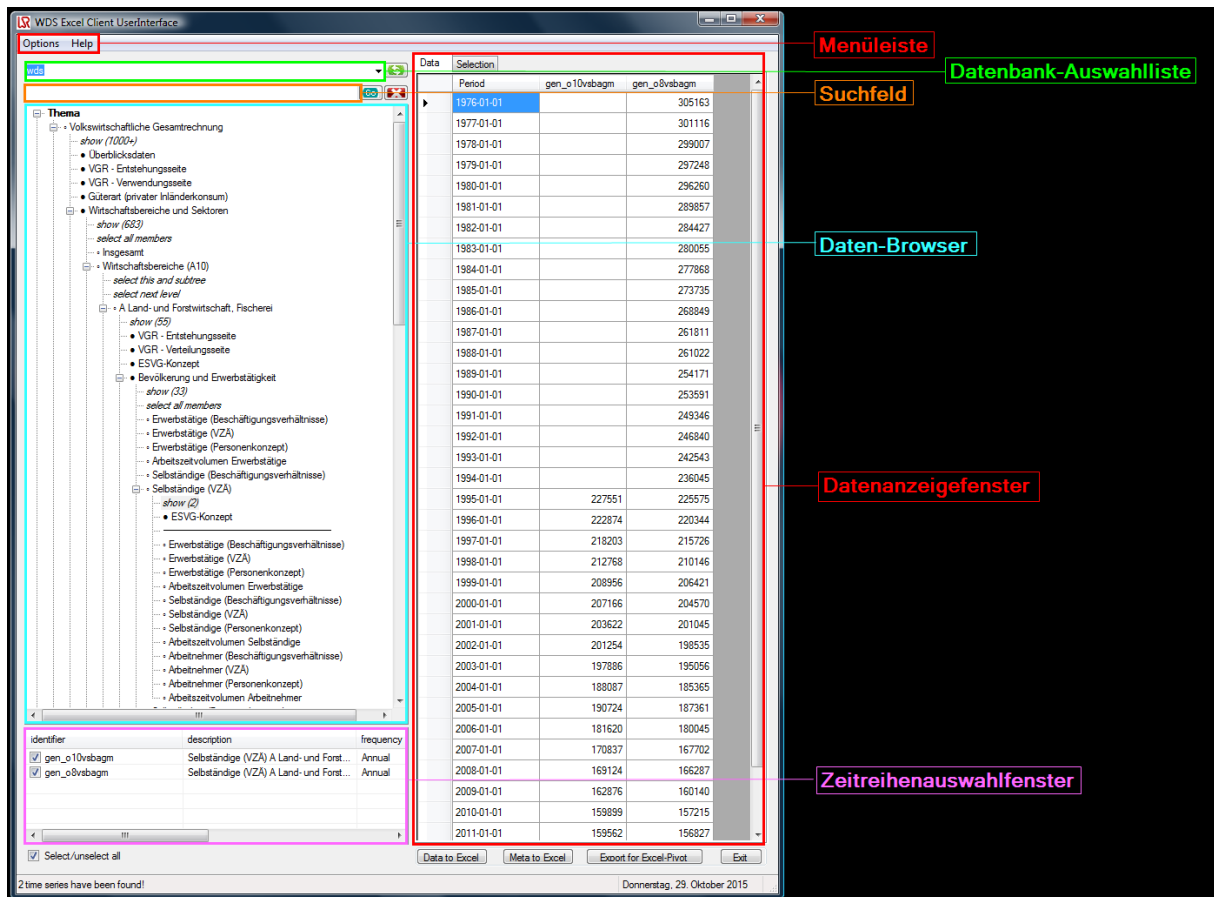 WDS Excel Client UserInterface
Options Help
Menüleiste
wds
Datenbank-Auswahlliste
Go
Suchfeld
Thema
Volkswirtschaftliche Gesamtrechnung
show (1000+)
Überblicksdaten
VGR - Entstehungsseite
VGR - Verwendungsseite
Güterart (privater Inländerkonsum)
Wirtschaftsbereiche und Sektoren
show (683)
select all members
Insgesamt
Wirtschaftsbereiche (A10)
select this and subtree
select next level
A Land- und Forstwirtschaft, Fischerei
show (55)
VGR - Entstehungsseite
VGR - Verteilungsseite
ESVG-Konzept
Bevölkerung und Erwerbstätigkeit
show (33)
select all members
Erwerbstätige (Beschäftigungsverhältnisse)
Erwerbstätige (VZÄ)
Erwerbstätige (Personenkonzept)
Arbeitszeitvolumen Erwerbstätige
Selbständige (Beschäftigungsverhältnisse)
Selbständige (VZÄ)
show (2)
ESVG-Konzept
Erwerbstätige (Beschäftigungsverhältnisse)
Erwerbstätige (VZÄ)
Erwerbstätige (Personenkonzept)
Arbeitszeitvolumen Erwerbstätige
Selbständige (Beschäftigungsverhältnisse)
Selbständige (VZÄ)
Selbständige (Personenkonzept)
Arbeitszeitvolumen Selbständige
Arbeitnehmer (Beschäftigungsverhältnisse)
Arbeitnehmer (VZÄ)
Arbeitnehmer (Personenkonzept)
Arbeitszeitvolumen Arbeitnehmer
Daten-Browser
identifier description frequency
gen_o10vsbagm Selbständige (VZÄ) A Land- und Forst... Annual
gen_o8vsbagm Selbständige (VZÄ) A Land- und Forst... Annual
Zeitreihenauswahlfenster
Select/unselect all
Data Selection
Period gen_o10vsbagm gen_o8vsbagm
1976-01-01 305163
1977-01-01 301116
1978-01-01 299007
1979-01-01 297248
1980-01-01 296260
1981-01-01 289857
1982-01-01 284427
1983-01-01 280055
1984-01-01 277868
1985-01-01 273735
1986-01-01 268849
1987-01-01 261811
1988-01-01 261022
1989-01-01 254171
1990-01-01 253591
1991-01-01 249346
1992-01-01 246840
1993-01-01 242543
1994-01-01 236045
1995-01-01 227551 225575
1996-01-01 222874 220344
1997-01-01 218203 215726
1998-01-01 212768 210146
1999-01-01 208956 206421
2000-01-01 207166 204570
2001-01-01 203622 201045
2002-01-01 201254 198535
2003-01-01 197886 195056
2004-01-01 188087 185365
2005-01-01 190724 187361
2006-01-01 181620 180045
2007-01-01 170837 167702
2008-01-01 169124 166287
2009-01-01 162876 160140
2010-01-01 159899 157215
2011-01-01 159562 156827
Datenanzeigefenster
Data to Excel Meta to Excel Export for Excel-Pivot Exit
2 time series have been found! Donnerstag, 29. Oktober 2015